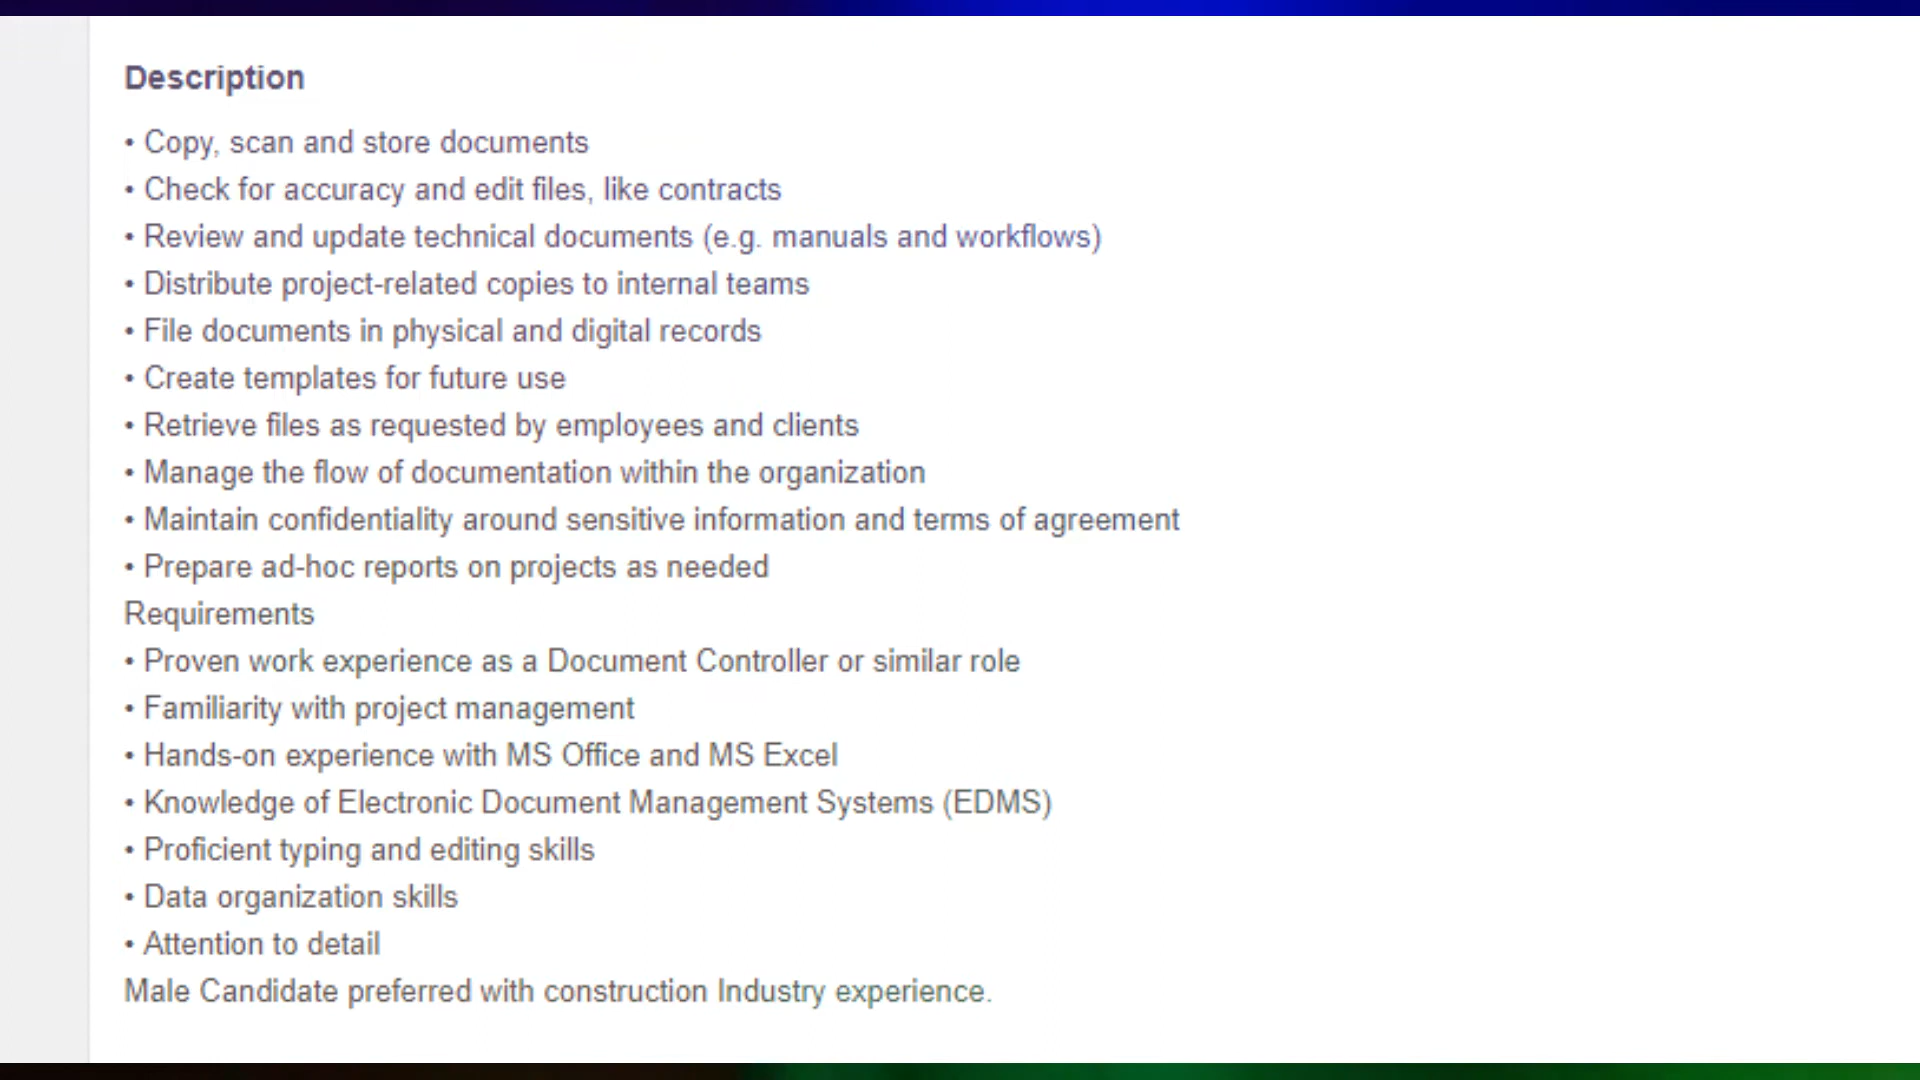 Description
• Copy, scan and store documents
• Check for accuracy and edit files, like contracts
• Review and update technical documents (e.g. manuals and workflows)
• Distribute project-related copies to internal teams
• File documents in physical and digital records
• Create templates for future use
• Retrieve files as requested by employees and clients
• Manage the flow of documentation within the organization
• Maintain confidentiality around sensitive information and terms of agreement
• Prepare ad-hoc reports on projects as needed
Requirements
• Proven work experience as a Document Controller or similar role
• Familiarity with project management
• Hands-on experience with MS Office and MS Excel
• Knowledge of Electronic Document Management Systems (EDMS)
• Proficient typing and editing skills
• Data organization skills
• Attention to detail
Male Candidate preferred with construction Industry experience.